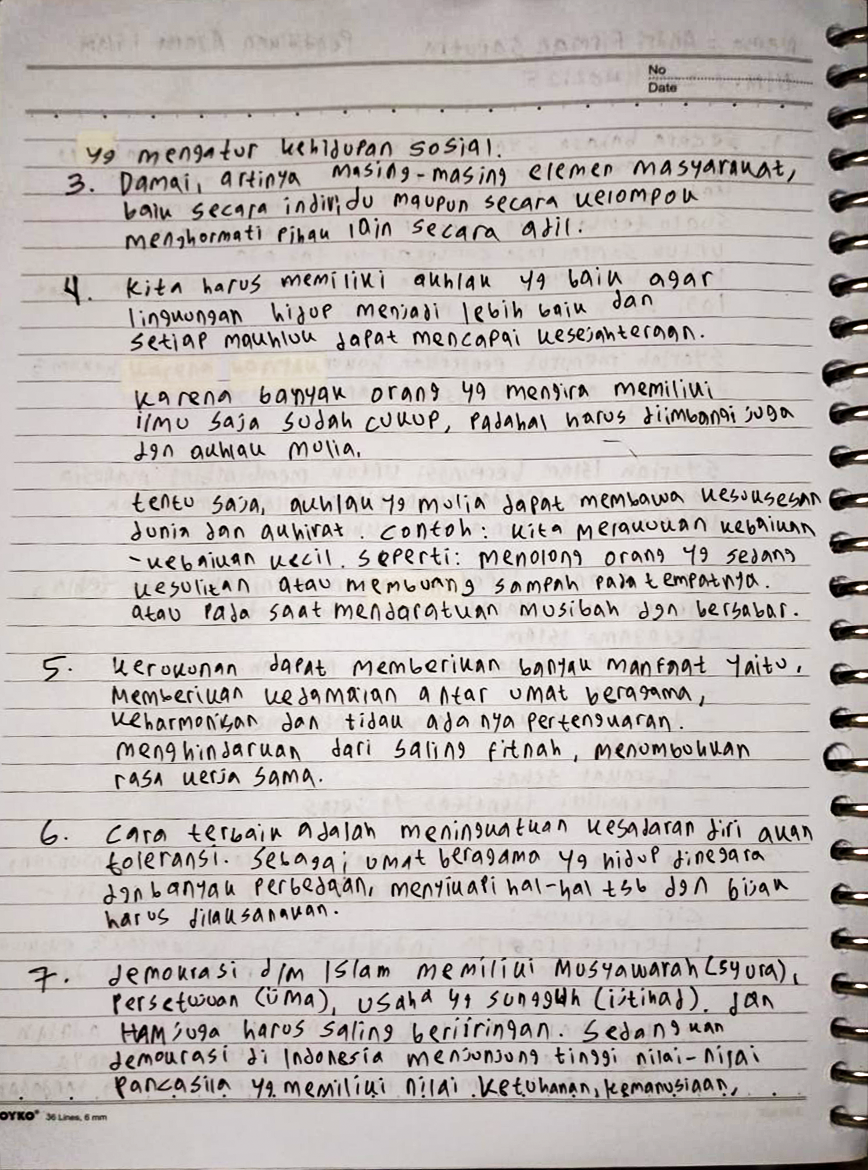 No
Date
yg mengatur kehidupan sosial.
3. Damai, artinya masing-masing elemen masyarakat,
baik secara individu maupun secara kelompok
menghormati pihak lain secara adil.
4. Kita harus memiliki akhlak yg baik agar
lingkungan hidup menjadi lebih baik dan
setiap makhluk dapat mencapai kesejahteraan.
karena banyak orang yg mengira memiliki
ilmu saja sudah cukup, padahal harus diimbangi juga
dgn akhlak mulia.
tentu saja, akhlak yg mulia dapat membawa kesuksesan
dunia dan akhirat. contoh: kita merakukan kebaikan
-kebaikan kecil. seperti: menolong orang yg sedang
kesulitan atau membuang sampah pada tempatnya.
atau pada saat mendaratkan musibah dgn bersabar.
5. kerukunan dapat memberikan banyak manfaat yaitu,
memberikan kedamaian antar umat beragama,
keharmonisan dan tidak adanya pertengkaran.
menghindarkan dari saling fitnah, menumbuhkan
rasa kerja sama.
6. cara terbaik adalah meningkatkan kesadaran diri akan
toleransi. sebagai umat beragama yg hidup dinegara
dgn banyak perbedaan, menyikapi hal-hal tsb dgn bijak
harus dilaksanakan.
7. demokrasi dlm Islam memiliki musyawarah (syura),
persetujuan (ijma), usaha yg sungguh (ijtihad). dan
HAM juga harus saling beriiringan. sedangkan
demokrasi di Indonesia menjunjung tinggi nilai-nilai
pancasila yg memiliki nilai ketuhanan, kemanusiaan,
OYKO® 36 Lines, 6 mm